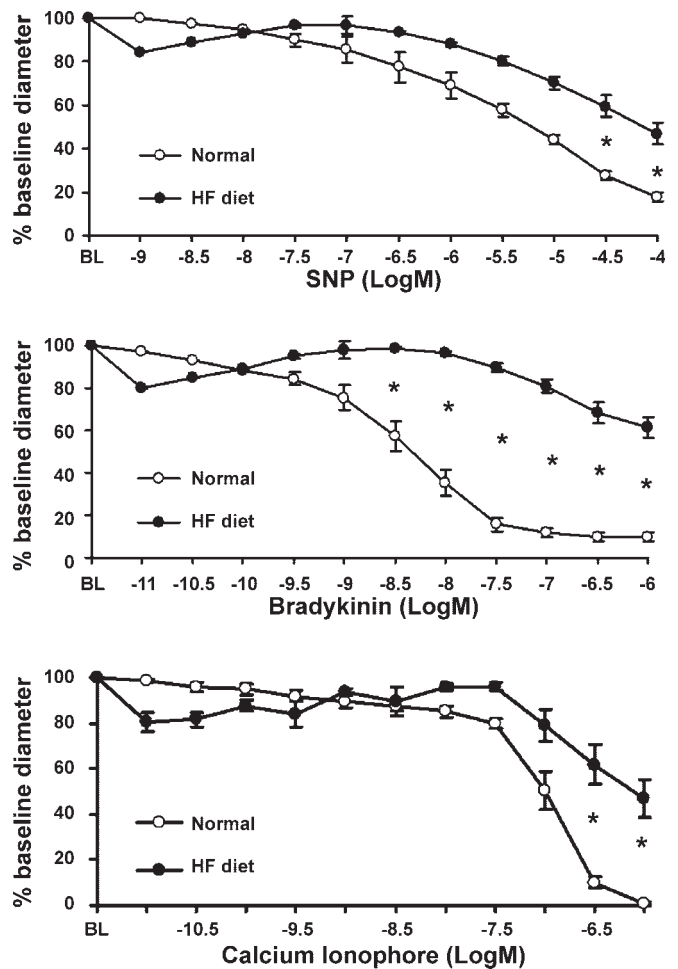 % baseline diameter
100
80
60
40
20
0
Normal
HF diet
*
*
BL -9 -8.5 -8 -7.5 -7 -6.5 -6 -5.5 -5 -4.5 -4
SNP (LogM)
% baseline diameter
100
80
60
40
20
0
Normal
HF diet
*
*
*
*
*
*
BL -11 -10.5 -10 -9.5 -9 -8.5 -8 -7.5 -7 -6.5 -6
Bradykinin (LogM)
% baseline diameter
100
80
60
40
20
0
Normal
HF diet
*
*
BL -10.5 -9.5 -8.5 -7.5 -6.5
Calcium Ionophore (LogM)